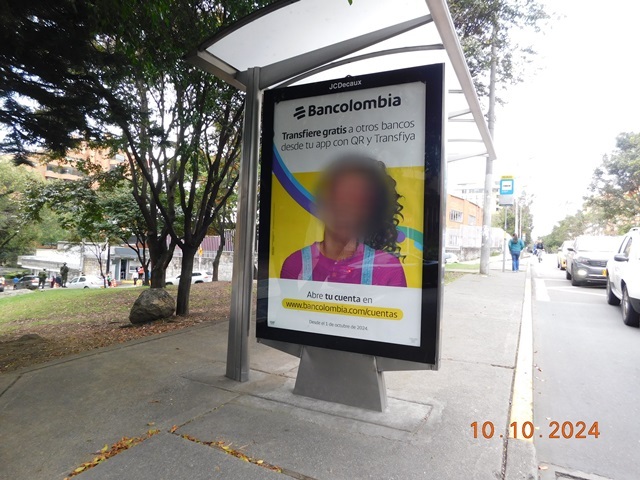 JCDecaux
Bancolombia
Transfiere gratis a otros bancos
desde tu app con QR y Transfiya
Abre tu cuenta en
www.bancolombia.com/cuentas
Desde el 1 de octubre de 2024.
10.10.2024